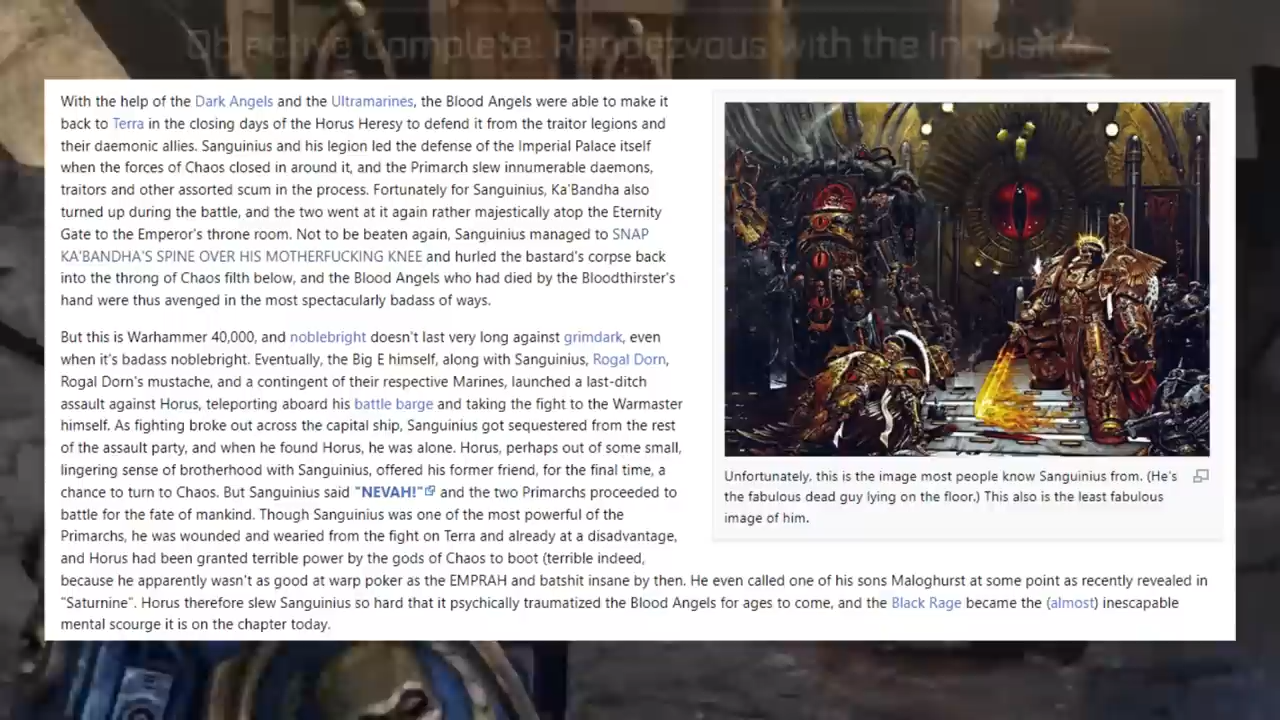 Objective Complete: Rendezvous with the Inquisitor
With the help of the Dark Angels and the Ultramarines, the Blood Angels were able to make it
back to Terra in the closing days of the Horus Heresy to defend it from the traitor legions and
their daemonic allies. Sanguinius and his legion led the defense of the Imperial Palace itself
when the forces of Chaos closed in around it, and the Primarch slew innumerable daemons,
traitors and other assorted scum in the process. Fortunately for Sanguinius, Ka'Bandha also
turned up during the battle, and the two went at it again rather majestically atop the Eternity
Gate to the Emperor's throne room. Not to be beaten again, Sanguinius managed to SNAP
KA'BANDHA'S SPINE OVER HIS MOTHERFUCKING KNEE and hurled the bastard's corpse back
into the throng of Chaos filth below, and the Blood Angels who had died by the Bloodthirster's
hand were thus avenged in the most spectacularly badass of ways.
But this is Warhammer 40,000, and noblebright doesn't last very long against grimdark, even
when it's badass noblebright. Eventually, the Big E himself, along with Sanguinius, Rogal Dorn,
Rogal Dorn's mustache, and a contingent of their respective Marines, launched a last-ditch
assault against Horus, teleporting aboard his battle barge and taking the fight to the Warmaster
himself. As fighting broke out across the capital ship, Sanguinius got sequestered from the rest
of the assault party, and when he found Horus, he was alone. Horus, perhaps out of some small,
lingering sense of brotherhood with Sanguinius, offered his former friend, for the final time, a
chance to turn to Chaos. But Sanguinius said "NEVAH!" and the two Primarchs proceeded to
battle for the fate of mankind. Though Sanguinius was one of the most powerful of the
Primarchs, he was wounded and wearied from the fight on Terra and already at a disadvantage,
and Horus had been granted terrible power by the gods of Chaos to boot (terrible indeed,
because he apparently wasn't as good at warp poker as the EMPRAH and batshit insane by then. He even called one of his sons Maloghurst at some point as recently revealed in
"Saturnine". Horus therefore slew Sanguinius so hard that it psychically traumatized the Blood Angels for ages to come, and the Black Rage became the (almost) inescapable
mental scourge it is on the chapter today.
Unfortunately, this is the image most people know Sanguinius from. (He's
the fabulous dead guy lying on the floor.) This also is the least fabulous
image of him.